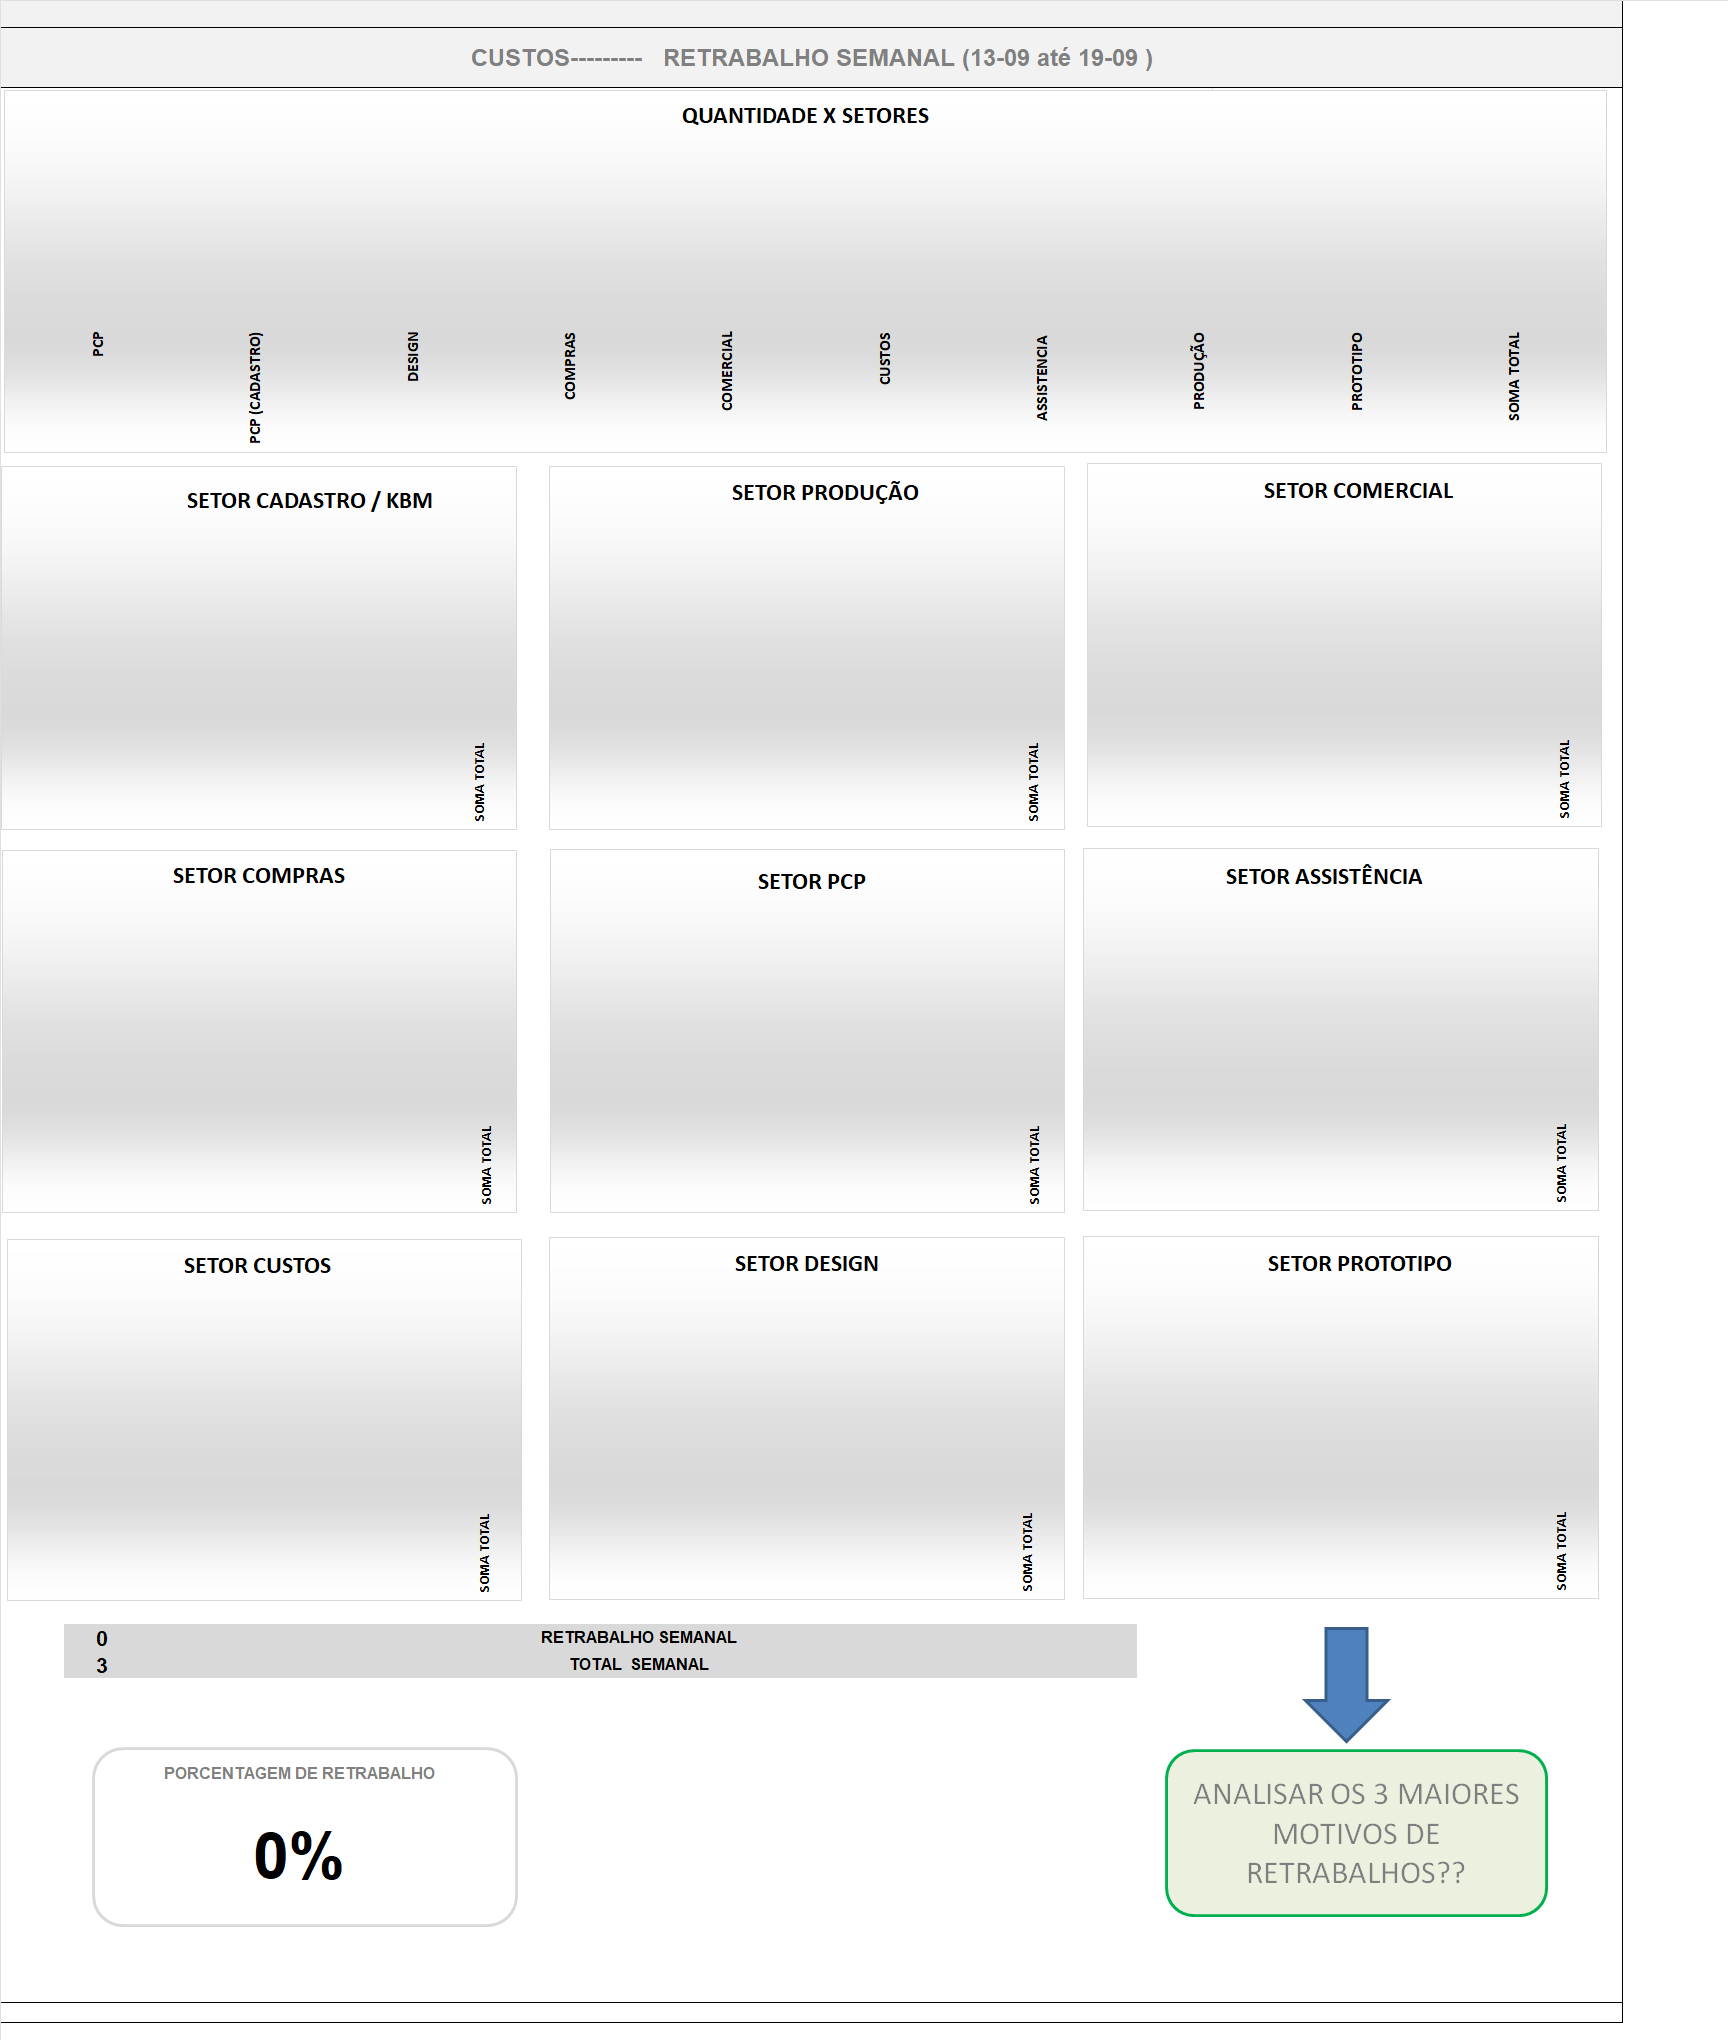 CUSTOS--------- RETRABALHO SEMANAL (13-09 até 19-09 )
QUANTIDADE X SETORES
PCP
PCP (CADASTRO)
DESIGN
COMPRAS
COMERCIAL
CUSTOS
ASSISTENCIA
PRODUÇÃO
PROTOTIPO
SOMA TOTAL
SETOR CADASTRO / KBM
SOMA TOTAL
SETOR PRODUÇÃO
SOMA TOTAL
SETOR COMERCIAL
SOMA TOTAL
SETOR COMPRAS
SOMA TOTAL
SETOR PCP
SOMA TOTAL
SETOR ASSISTÊNCIA
SOMA TOTAL
SETOR CUSTOS
SOMA TOTAL
SETOR DESIGN
SOMA TOTAL
SETOR PROTOTIPO
SOMA TOTAL
0 RETRABALHO SEMANAL
3 TOTAL SEMANAL
PORCENTAGEM DE RETRABALHO
0%
ANALISAR OS 3 MAIORES
MOTIVOS DE
RETRABALHOS??